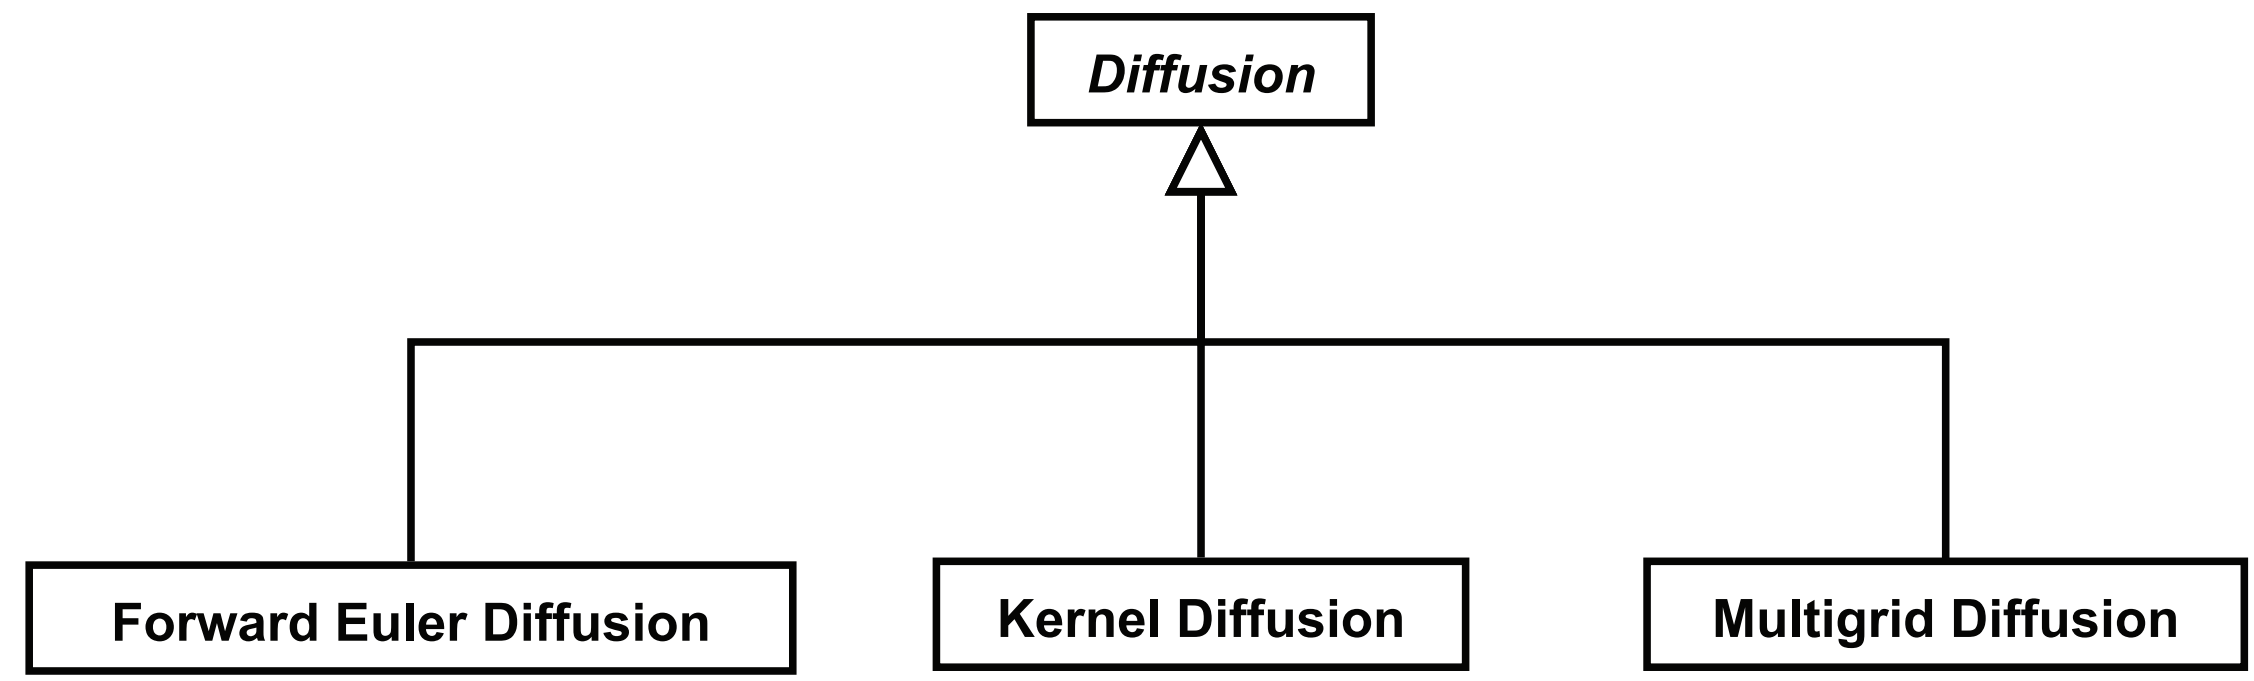 Diffusion
Forward Euler Diffusion
Kernel Diffusion
Multigrid Diffusion